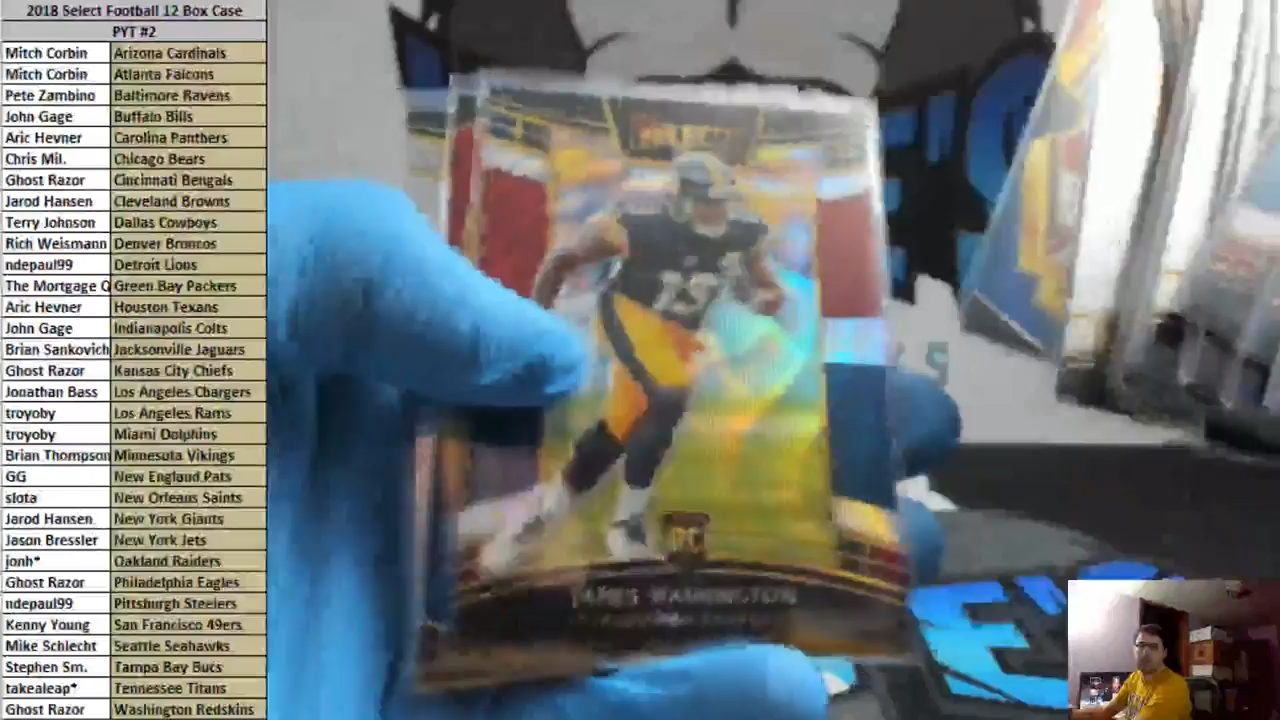 2018 Select Football 12 Box Case
PYT #2
Mitch Corbin Arizona Cardinals
Mitch Corbin Atlanta Falcons
Pete Zambino Baltimore Ravens
John Gage Buffalo Bills
Aric Hevner Carolina Panthers
Chris Mil. Chicago Bears
Ghost Razor Cincinnati Bengals
Jarod Hansen Cleveland Browns
Terry Johnson Dallas Cowboys
Rich Weismann Denver Broncos
ndepaul99 Detroit Lions
The Mortgage G Green Bay Packers
Aric Hevner Houston Texans
John Gage Indianapolis Colts
Brian Sankovich Jacksonville Jaguars
Ghost Razor Kansas City Chiefs
Jonathan Bass Los Angeles Chargers
troyoby Los Angeles Rams
troyoby Miami Dolphins
Brian Thompson Minnesota Vikings
GG New England Pats
slota New Orleans Saints
Jarod Hansen New York Giants
Jason Bressler New York Jets
jonh* Oakland Raiders
Ghost Razor Philadelphia Eagles
ndepaul99 Pittsburgh Steelers
Kenny Young San Francisco 49ers
Mike Schlecht Seattle Seahawks
Stephen Sm. Tampa Bay Bucs
takealeap* Tennessee Titans
Ghost Razor Washington Redskins
RC
JAMES WASHINGTON